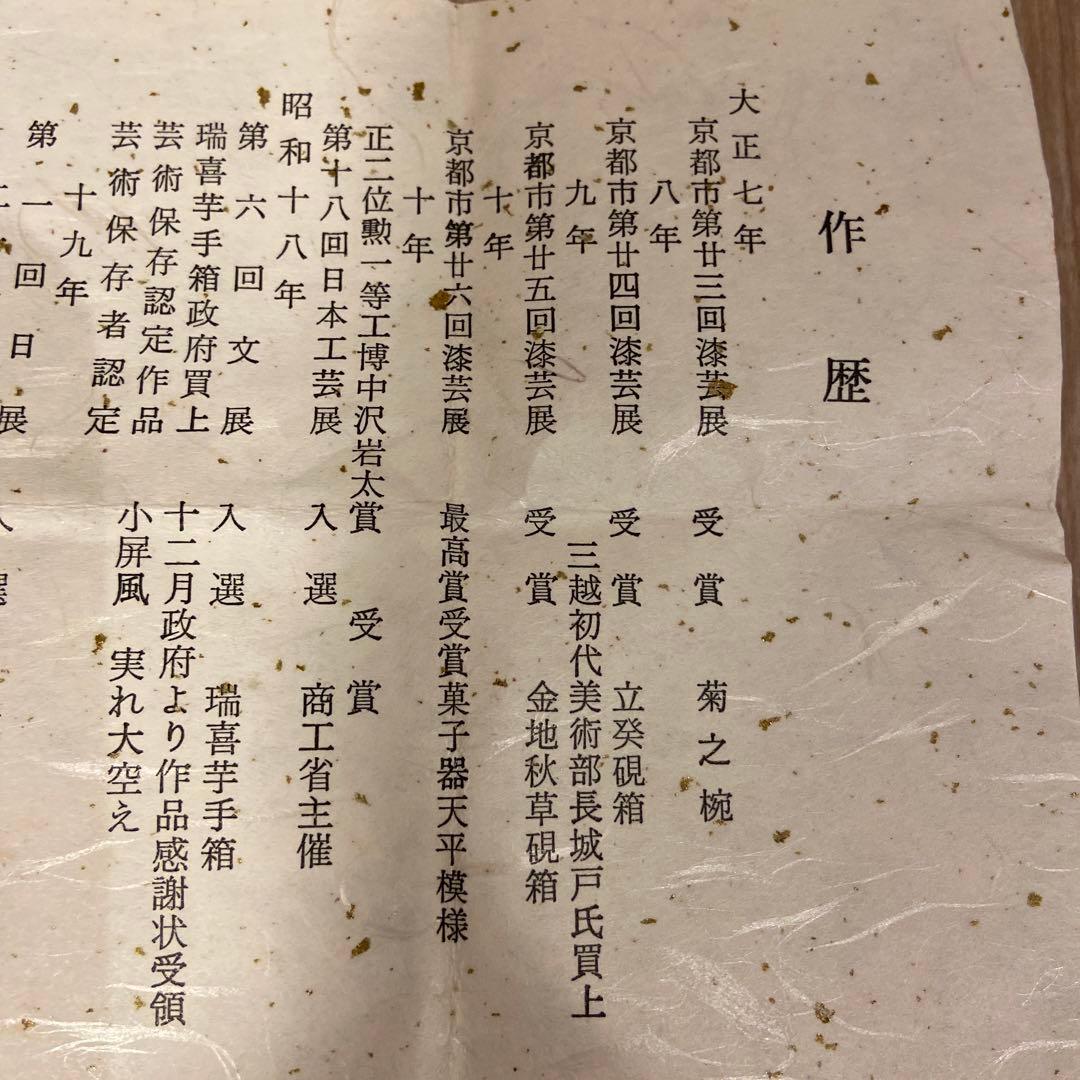 作歴
大正七年
京都市第廿三回漆芸展 受賞 菊之椀
八年
京都市第廿四回漆芸展 受賞 立癸硯箱
三越初代美術部長城戸氏買上
九年
京都市第廿五回漆芸展 受賞 金地秋草硯箱
十年
京都市第廿六回漆芸展 最高賞受賞菓子器天平模様
十年
正二位勲一等工博中沢岩太賞 受賞
第十八回日本工芸展 入選 商工省主催
昭和十八年
第六回文展 入選 瑞喜芋手箱
瑞喜芋手箱政府買上
芸術保存認定作品 十二月政府より作品感謝状受領
芸術保存者認定 小屏風 実れ大空え
十九年
第一回日展 入選